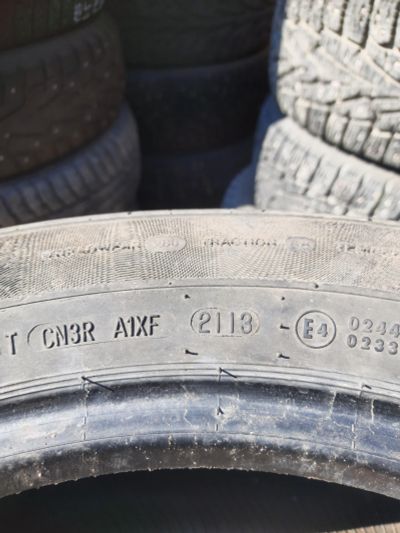 TREADWEAR TRACTION
T CN3R A1XF 2113 E4 0244
0233